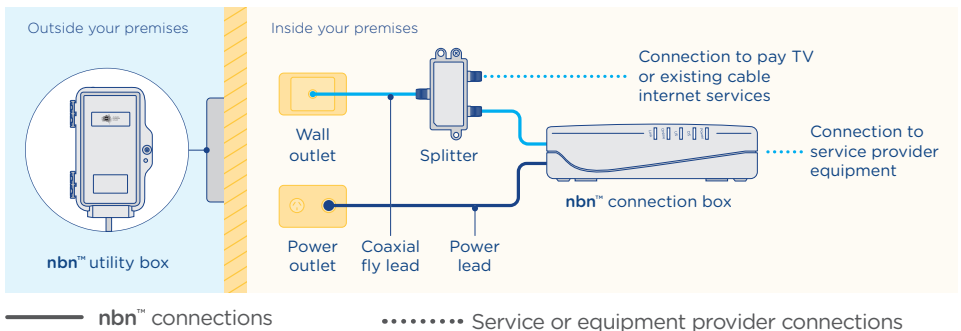 Outside your premises
Inside your premises
Connection to pay TV
or existing cable
internet services
Wall
outlet
Splitter
Connection to
service provider
equipment
nbn™ connection box
nbn™ utility box
Power
outlet
Coaxial
fly lead
Power
lead
nbn™ connections
Service or equipment provider connections